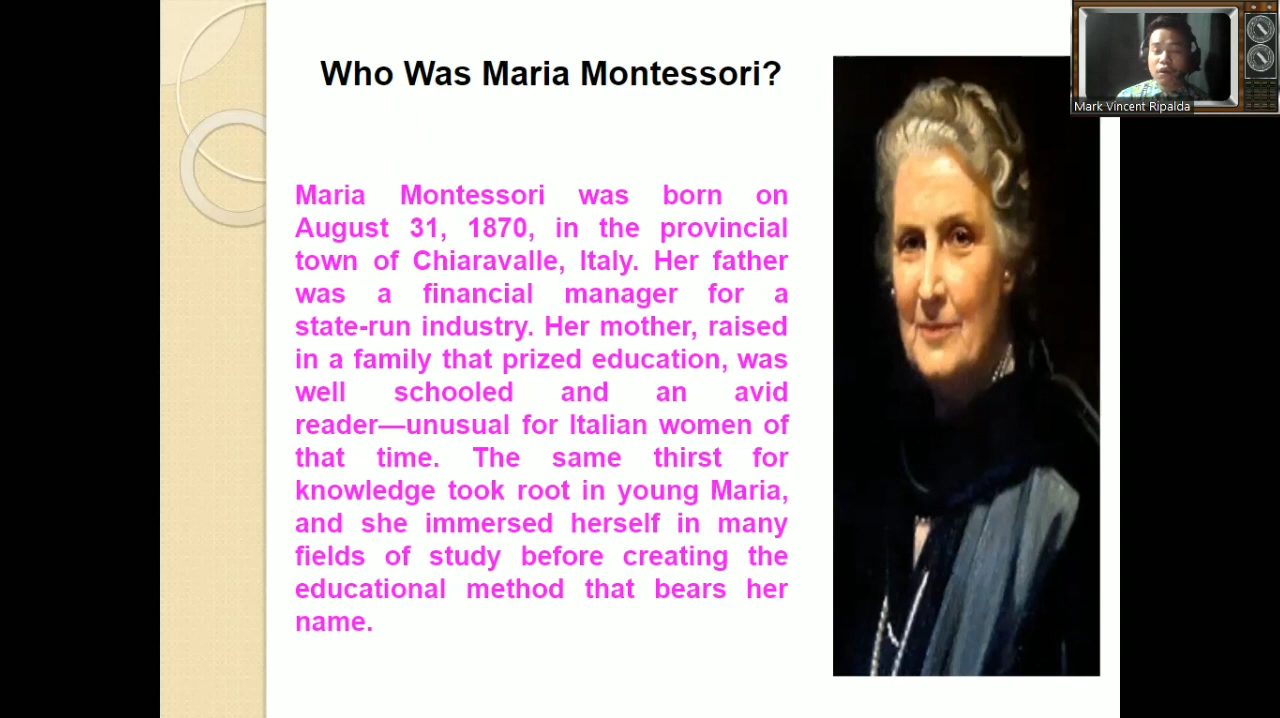 Who Was Maria Montessori?
Mark Vincent Ripalda
Maria Montessori was born on
August 31, 1870, in the provincial
town of Chiaravalle, Italy. Her father
was a financial manager for a
state-run industry. Her mother, raised
in a family that prized education, was
well schooled and an avid
reader—unusual for Italian women of
that time. The same thirst for
knowledge took root in young Maria,
and she immersed herself in many
fields of study before creating the
educational method that bears her
name.